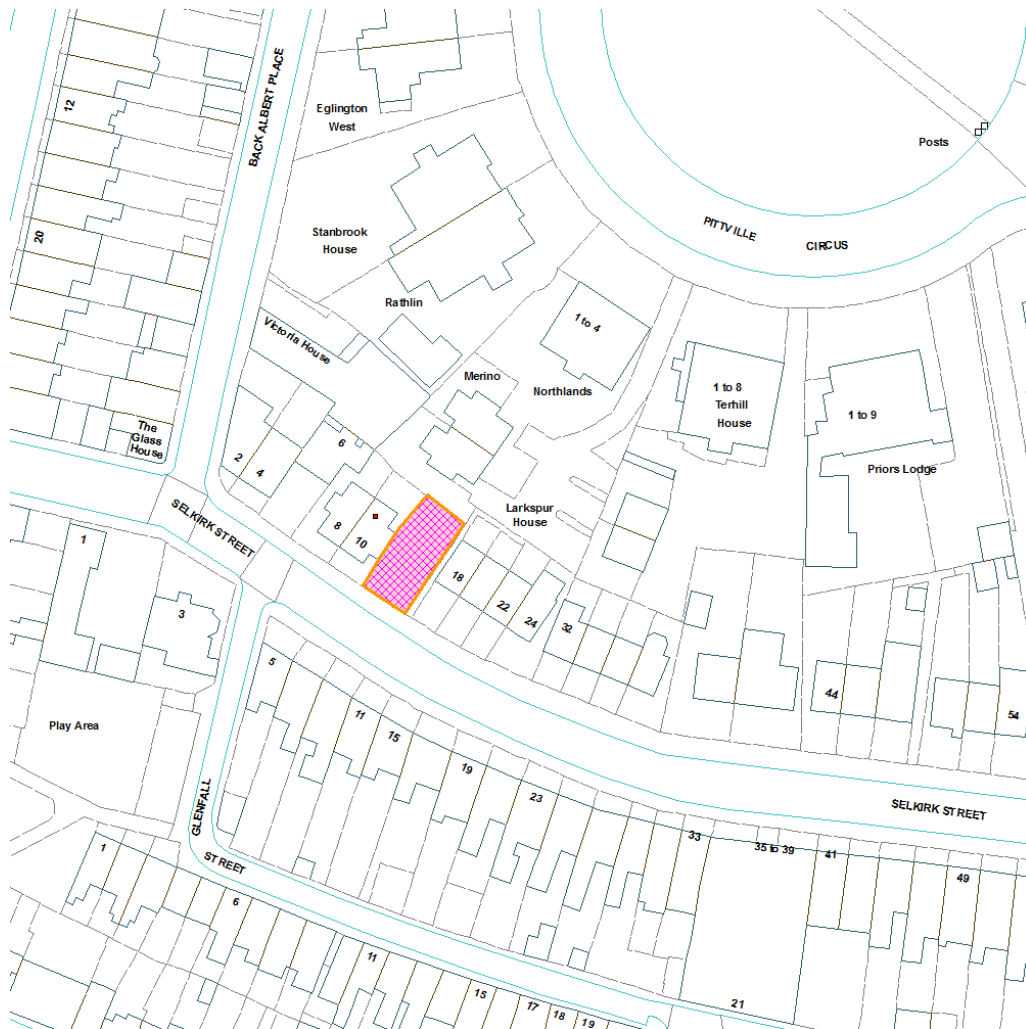 BACK ALBERT PLACE
12
20
Eglington
West
Posts
PITTVILLE
CIRCUS
Stanbrook
House
Rathlin
Victoria House
1 to 4
Merino
Northlands
1 to 8
Terhill
House
1 to 9
Priors Lodge
The
Glass
House
2
4
6
8
10
Larkspur
House
18
22
24
32
SELKIRK STREET
1
3
Play Area
5
11
15
19
23
44
54
GLENFALL
STREET
SELKIRK STREET
33
35 to 39
41
49
1
6
11
15
17
18
19
21